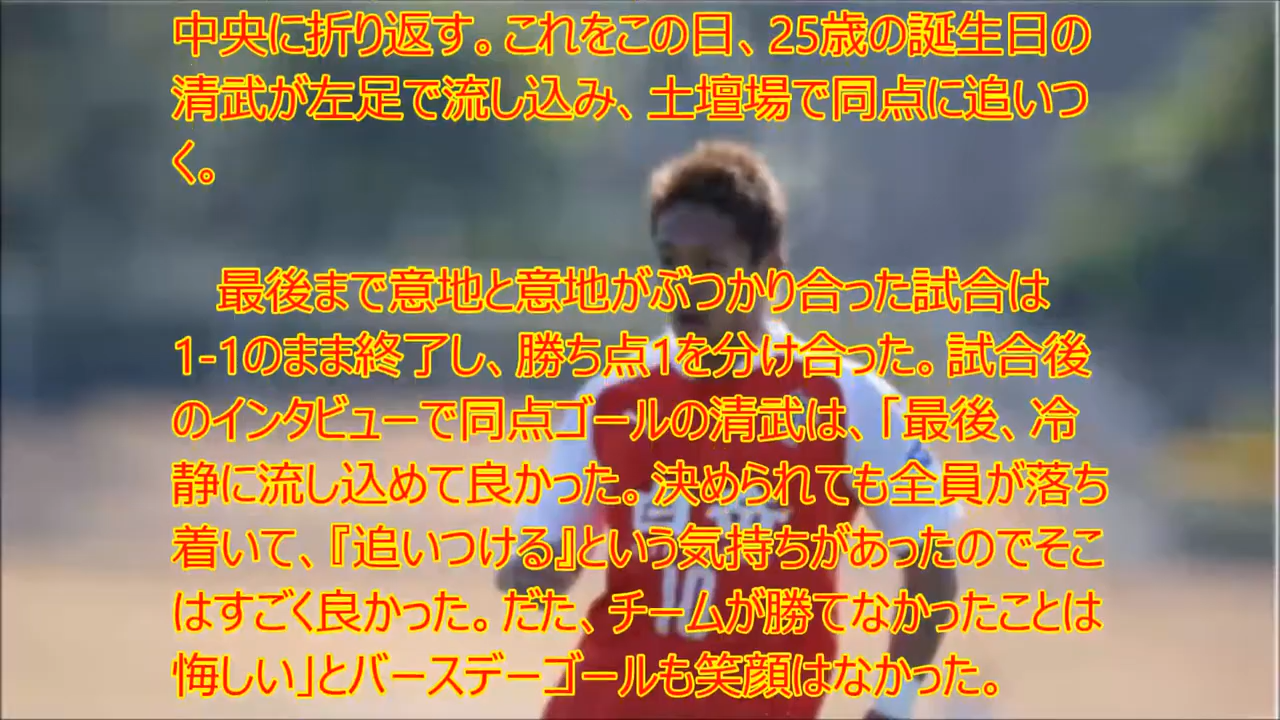 中央に折り返す。これをこの日、25歳の誕生日の
清武が左足で流し込み、土壇場で同点に追いつ
く。
最後まで意地と意地がぶつかり合った試合は
1-1のまま終了し、勝ち点1を分け合った。試合後
のインタビューで同点ゴールの清武は、「最後、冷
静に流し込めて良かった。決められても全員が落ち
着いて、『追いつける』という気持ちがあったのでそこ
はすごく良かった。だた、チームが勝てなかったことは
悔しい」とバースデーゴールも笑顔はなかった。
10